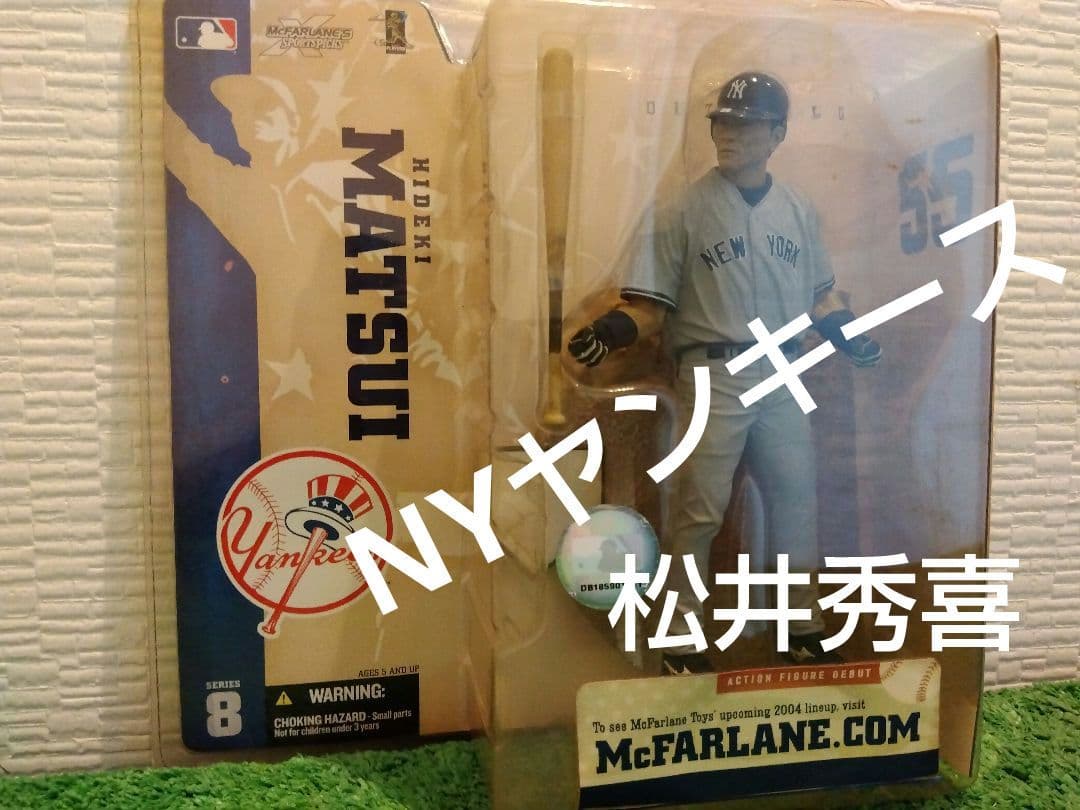 McFARLANE'S
SPORTSPICKS
HIDEKI
MATSUI
55
NEW YORK
NY
NYヤンキース
松井秀喜
Yankees
SERIES
8
AGES 5 AND UP
WARNING:
CHOKING HAZARD - Small parts
Not for children under 3 years
ACTION FIGURE DEBUT
To see McFarlane Toys' upcoming 2004 lineup, visit
McFARLANE.COM